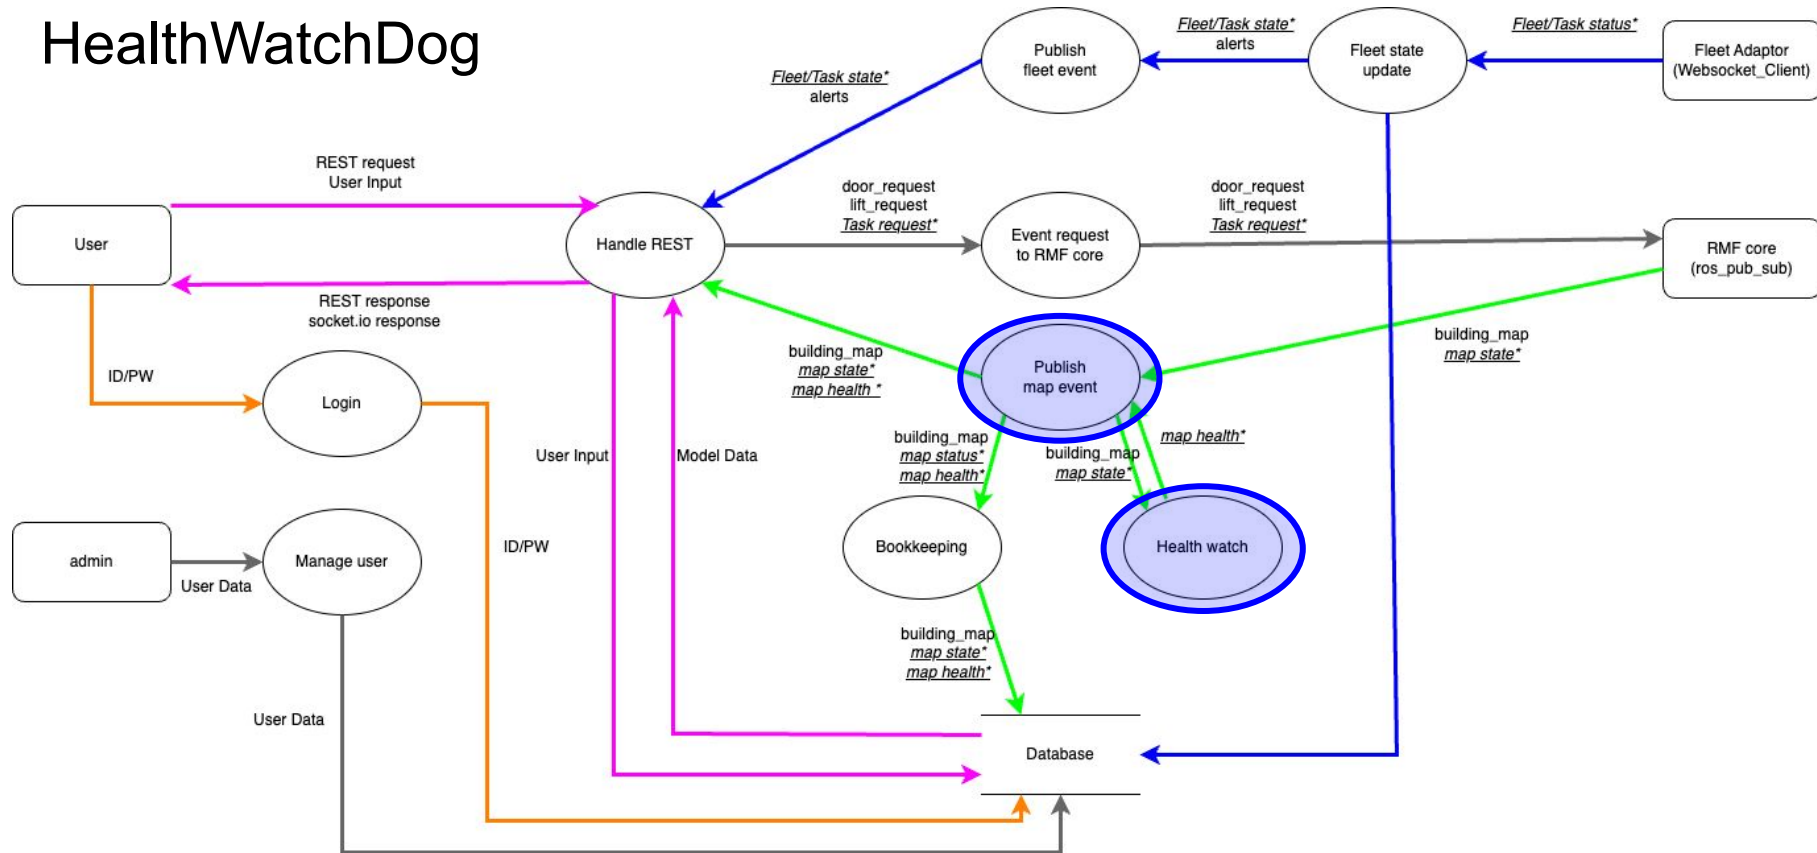 HealthWatchDog
Publish
fleet event
Fleet/Task state*
alerts
Fleet state
update
Fleet/Task status*
Fleet Adaptor
(Websocket_Client)
Fleet/Task state*
alerts
REST request
User Input
User
Handle REST
door_request
lift_request
Task request*
Event request
to RMF core
door_request
lift_request
Task request*
RMF core
(ros_pub_sub)
REST response
socket.io response
building_map
map state*
map health *
Publish
map event
building_map
map state*
ID/PW
Login
User Input
Model Data
building_map
map status*
map health*
building_map
map state*
map health*
admin
User Data
Manage user
ID/PW
Bookkeeping
Health watch
building_map
map state*
map health*
User Data
Database